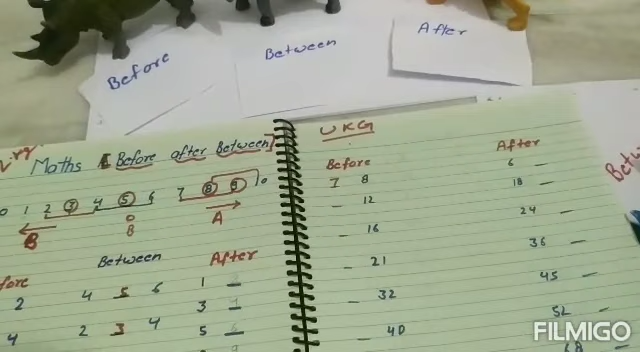 Before
Between
After
Maths Before after Between
0 1 2 3 4 5 6 7 8 9 10
B
0
B
A
Between
After
2
4 5 6
1 _
4
2 3 4
3 _
5 _
UKG
Before
7 8
_ 12
_ 16
_ 21
_ 32
_ 40
After
6 _
18 _
24 _
36 _
45 _
52 _
68 _
FILMIGO